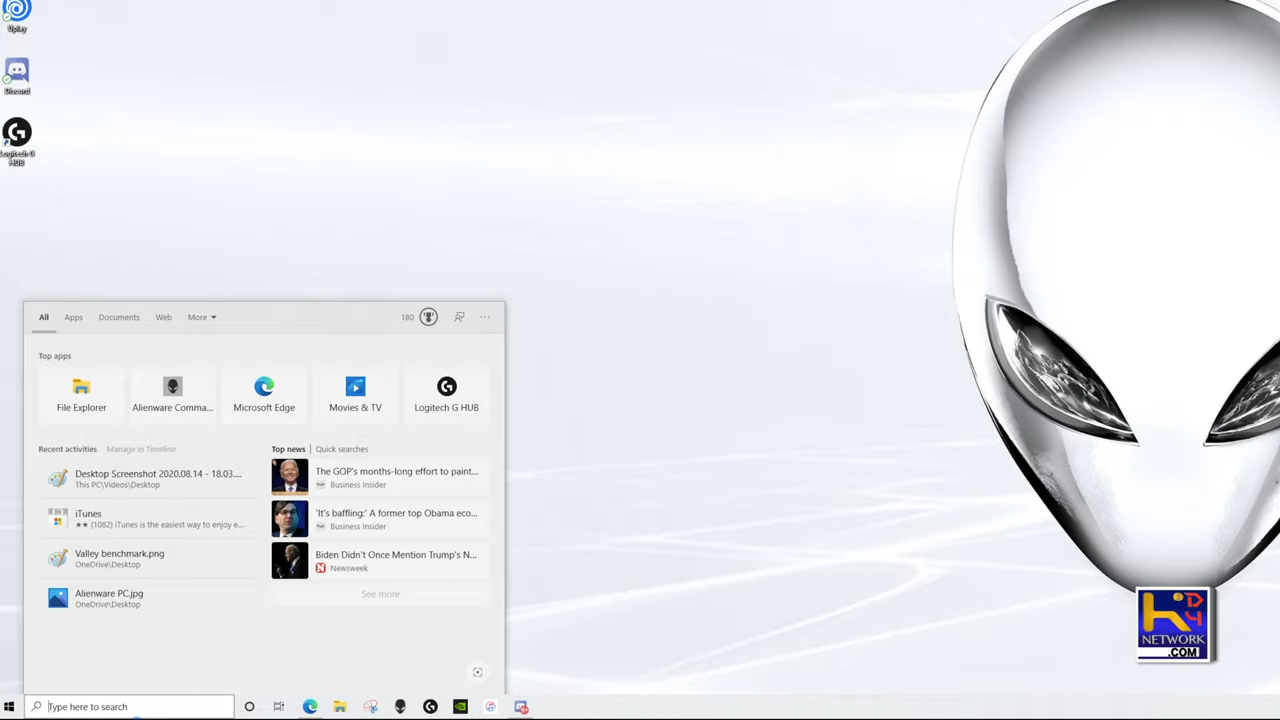 Uplay
Discord
Logitech G
HUB
All Apps Documents Web More 180
Top apps
File Explorer
Alienware Comma...
Microsoft Edge
Movies & TV
Logitech G HUB
Recent activities Manage in Timeline
Desktop Screenshot 2020.08.14 - 18.03....
This PC\Videos\Desktop
iTunes
★★ (1082) iTunes is the easiest way to enjoy e...
Valley benchmark.png
OneDrive\Desktop
Alienware PC.jpg
OneDrive\Desktop
Top news Quick searches
The GOP's months-long effort to paint...
Business Insider
'It's baffling:' A former top Obama eco...
Business Insider
Biden Didn't Once Mention Trump's N...
Newsweek
See more
NETWORK
.COM
Type here to search